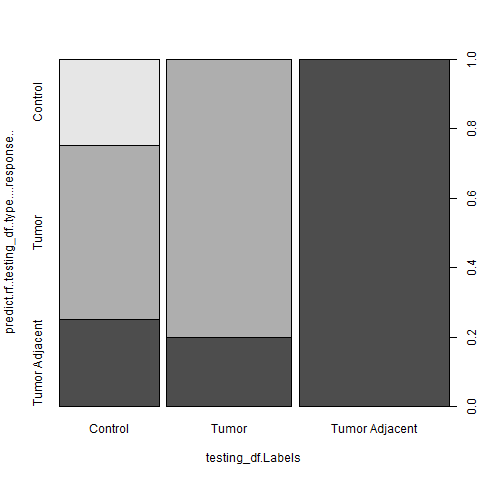 Control
Tumor
Tumor Adjacent
predict.rf..testing_df..type....response..
1.0
0.8
0.6
0.4
0.2
0.0
Control Tumor Tumor Adjacent
testing_df.Labels